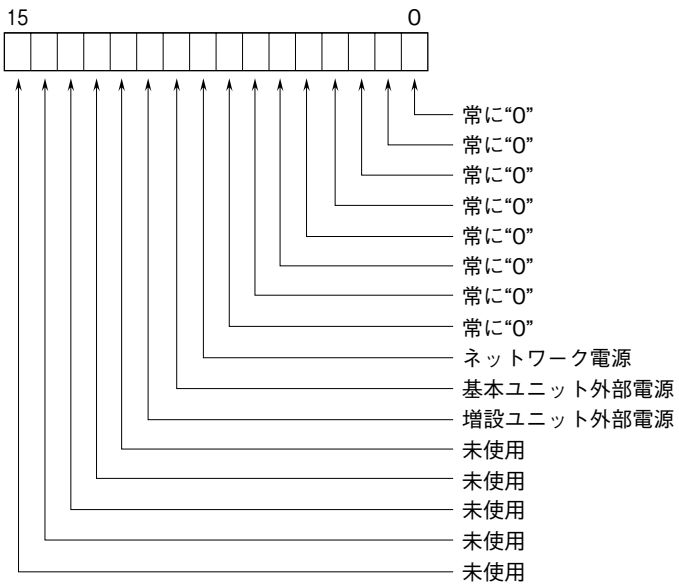 15 0
常に“0”
常に“0”
常に“0”
常に“0”
常に“0”
常に“0”
常に“0”
常に“0”
ネットワーク電源
基本ユニット外部電源
増設ユニット外部電源
未使用
未使用
未使用
未使用
未使用